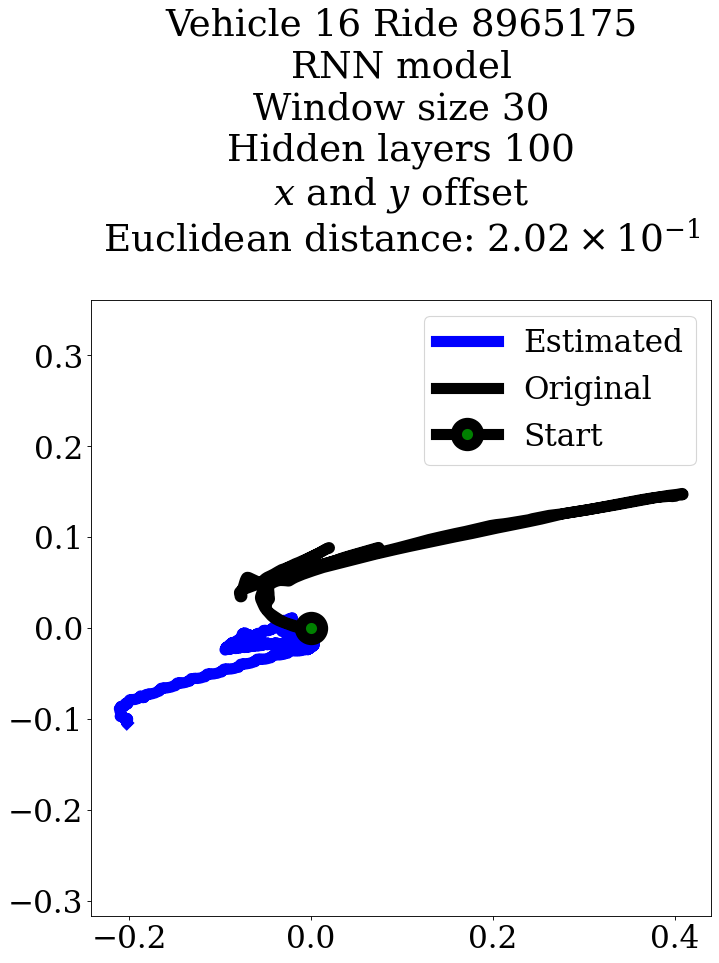 Vehicle 16 Ride 8965175
RNN model
Window size 30
Hidden layers 100
x and y offset
Euclidean distance: 2.02 × 10⁻¹
Estimated
Original
Start
0.3
0.2
0.1
0.0
−0.1
−0.2
−0.3
−0.2 0.0 0.2 0.4